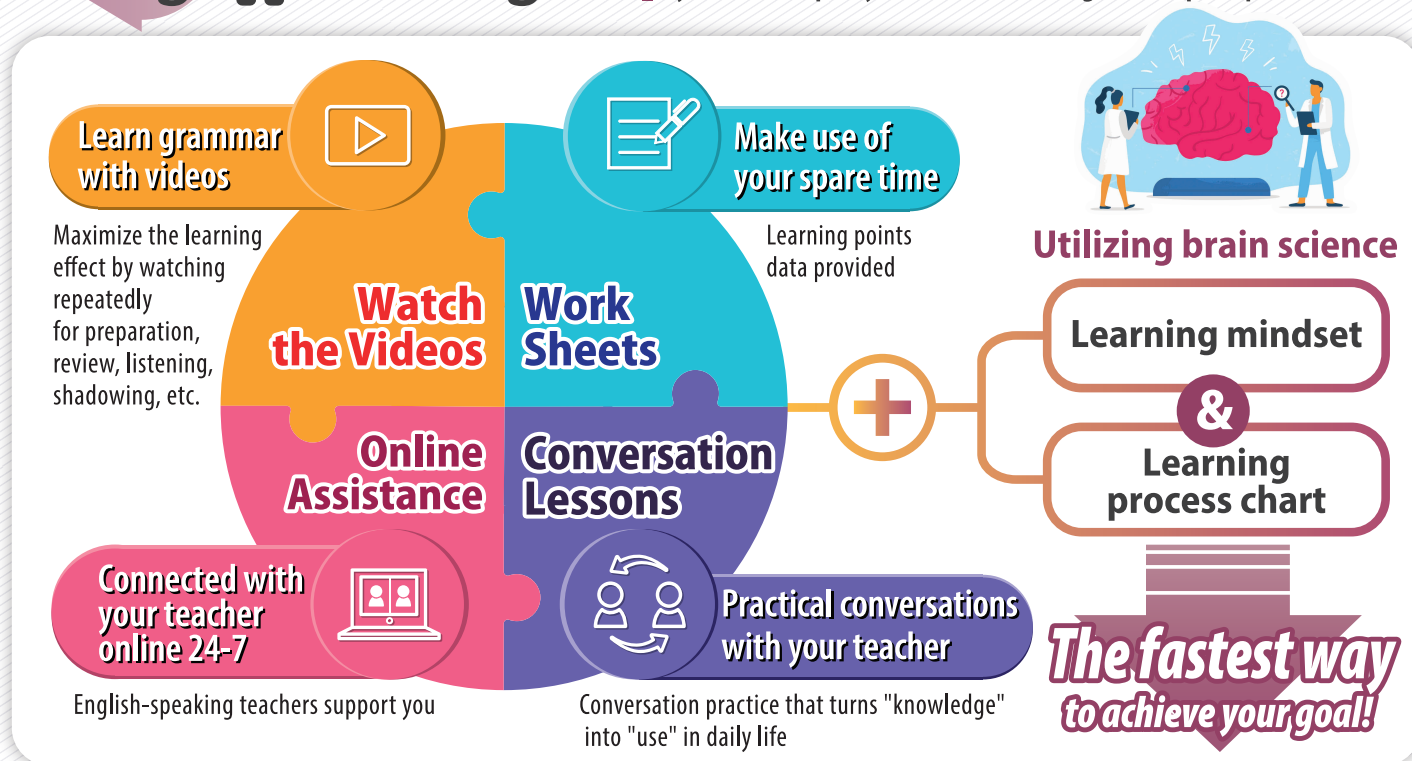 Learn grammar
with videos
Maximize the learning
effect by watching
repeatedly
for preparation,
review, listening,
shadowing, etc.
Watch
the Videos
Make use of
your spare time
Learning points
data provided
Work
Sheets
Online
Assistance
Connected with
your teacher
online 24-7
English-speaking teachers support you
Conversation
Lessons
Practical conversations
with your teacher
Conversation practice that turns "knowledge"
into "use" in daily life
?
Utilizing brain science
+
Learning mindset
&
Learning
process chart
The fastest way
to achieve your goal!